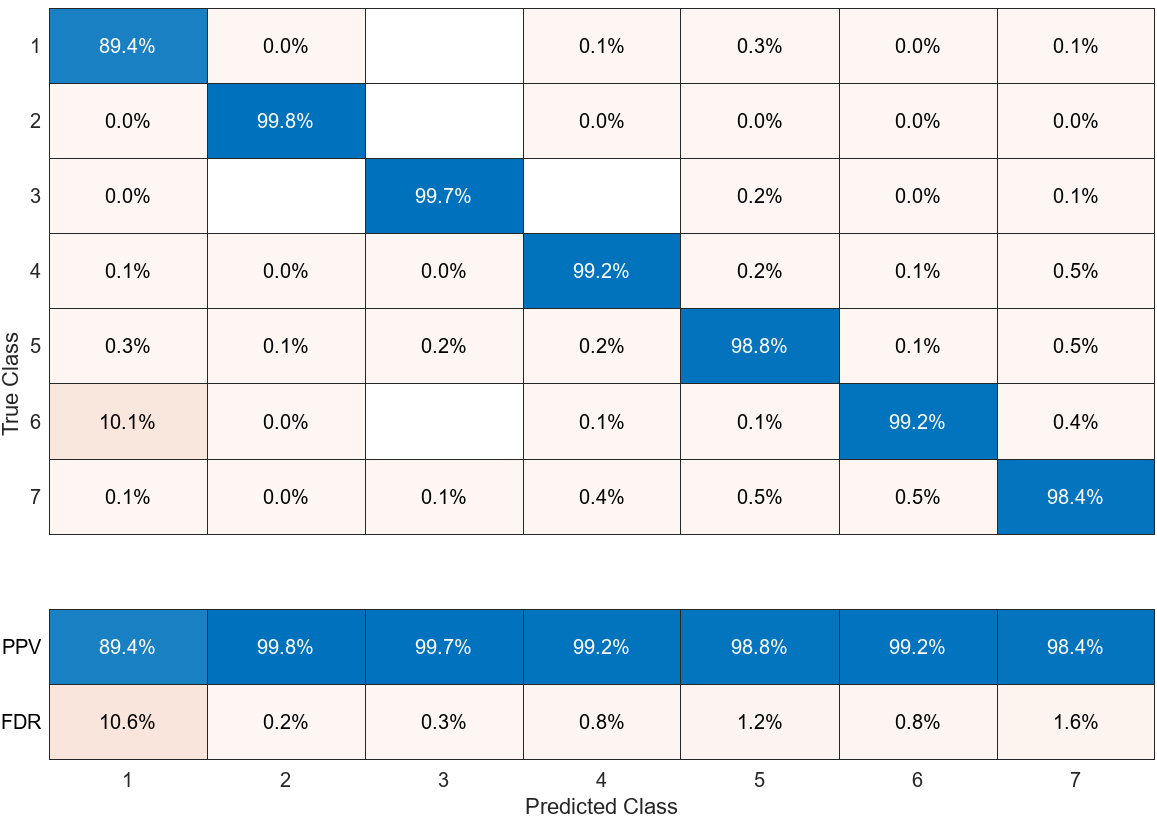 1 89.4% 0.0% 0.1% 0.3% 0.0% 0.1%
2 0.0% 99.8% 0.0% 0.0% 0.0% 0.0%
3 0.0% 99.7% 0.2% 0.0% 0.1%
4 0.1% 0.0% 0.0% 99.2% 0.2% 0.1% 0.5%
5 0.3% 0.1% 0.2% 0.2% 98.8% 0.1% 0.5%
6 10.1% 0.0% 0.1% 0.1% 99.2% 0.4%
7 0.1% 0.0% 0.1% 0.4% 0.5% 0.5% 98.4%
True Class
PPV 89.4% 99.8% 99.7% 99.2% 98.8% 99.2% 98.4%
FDR 10.6% 0.2% 0.3% 0.8% 1.2% 0.8% 1.6%
1 2 3 4 5 6 7
Predicted Class